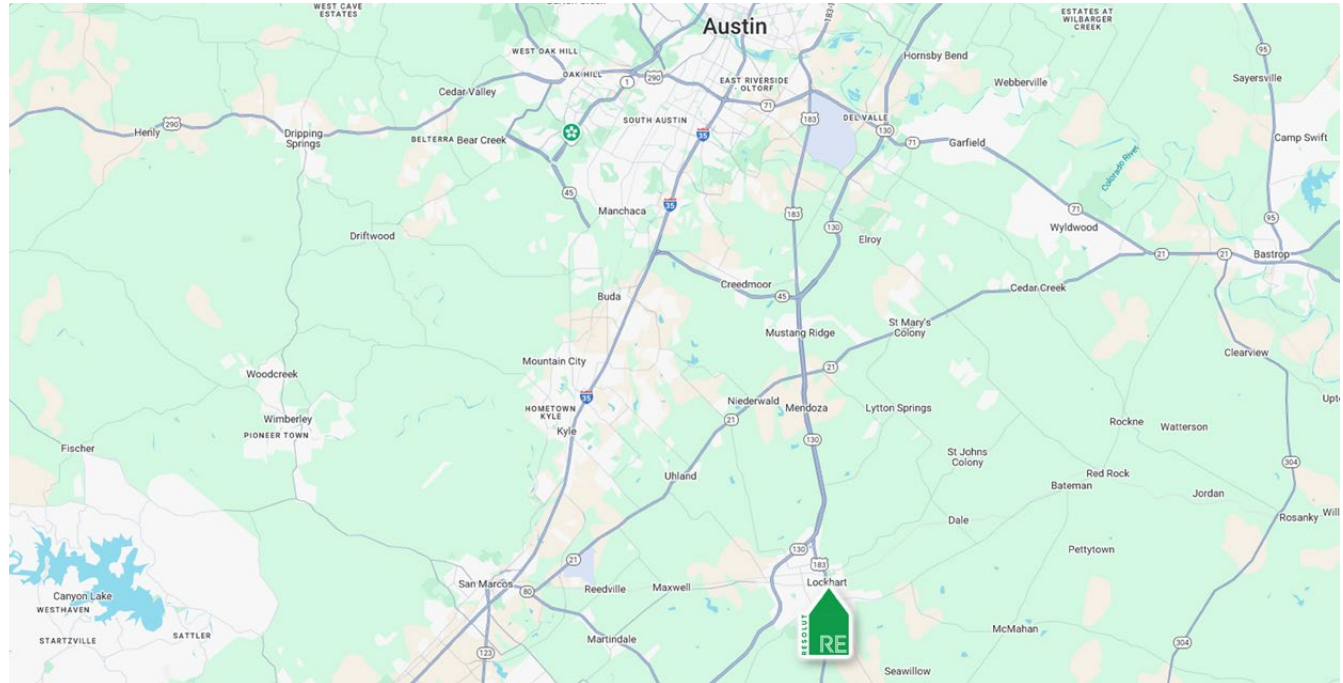 WEST CAVE
ESTATES
Austin
183
ESTATES AT
WILBARGER
CREEK
95
WEST OAK HILL
Hornsby Bend
OAK HILL
1
290
EAST RIVERSIDE
- OLTORF
Webberville
Sayersville
Cedar Valley
71
SOUTH AUSTIN
183
DEL VALLE
290
Henly
Dripping
Springs
BELTERRA
Bear Creek
35
130
71
Garfield
Camp Swift
Colorado River
45
Manchaca
35
183
71
95
Driftwood
130
Elroy
Wyldwood
21
21
Bastrop
Creedmoor
Buda
45
Cedar Creek
Mustang Ridge
St Mary's
Colony
Clearview
Mountain City
21
Woodcreek
35
Niederwald
Mendoza
Lytton Springs
HOMETOWN
KYLE
21
Rockne
Watterson
Upt
Wimberley
PIONEER TOWN
Kyle
130
Fischer
St Johns
Colony
304
Uhland
Red Rock
Bateman
Jordan
Rosanky
Will
Dale
130
Pettytown
21
183
San Marcos
80
Reedville
Maxwell
Lockhart
Canyon Lake
WESTHAVEN
STARTZVILLE
SATTLER
Martindale
RESOLUT
RE
McMahan
304
123
Seawillow